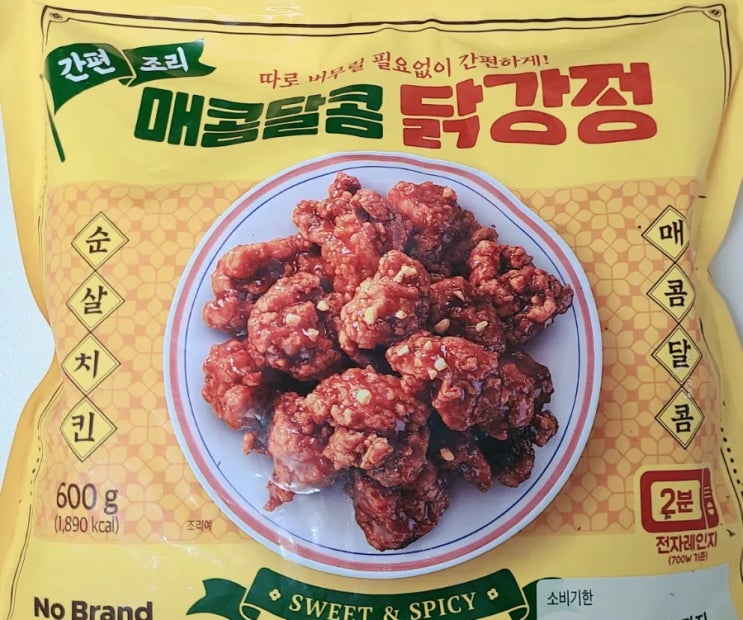 간편 조리
따로 버무릴 필요없이 간편하게!
매콤달콤 닭강정
순살치킨
매콤달콤
600 g
(1,890 kcal)
조리예
2분
전자레인지
(700W 기준)
No Brand
SWEET & SPICY
소비기한